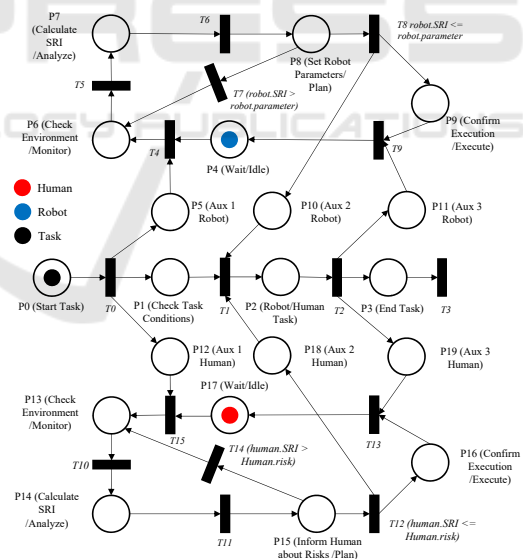 P7
(Calculate
SRI
/Analyze)
T6
T8 robot.SRI <=
robot.parameter
P8 (Set Robot
Parameters/
Plan)
T5
T7 (robot.SRI >
robot.parameter)
P6 (Check
Environment
/Monitor)
P9 (Confirm
Execution
/Execute)
T4
P4 (Wait/Idle)
T9
Human
Robot
Task
P5 (Aux 1
Robot)
P10 (Aux 2
Robot)
P11 (Aux 3
Robot)
P0 (Start Task)
T0
P1 (Check Task
Conditions)
T1
P2 (Robot/Human
Task)
T2
P3 (End Task)
T3
P12 (Aux 1
Human)
P18 (Aux 2
Human)
P19 (Aux 3
Human)
P17 (Wait/Idle)
P13 (Check
Environment
/Monitor)
T15
T13
T14 (human.SRI >
Human.risk)
T10
P16 (Confirm
Execution
/Execute)
P14 (Calculate
SRI
/Analyze)
T11
P15 (Inform Human
about Risks /Plan)
T12 (human.SRI <=
Human.risk)